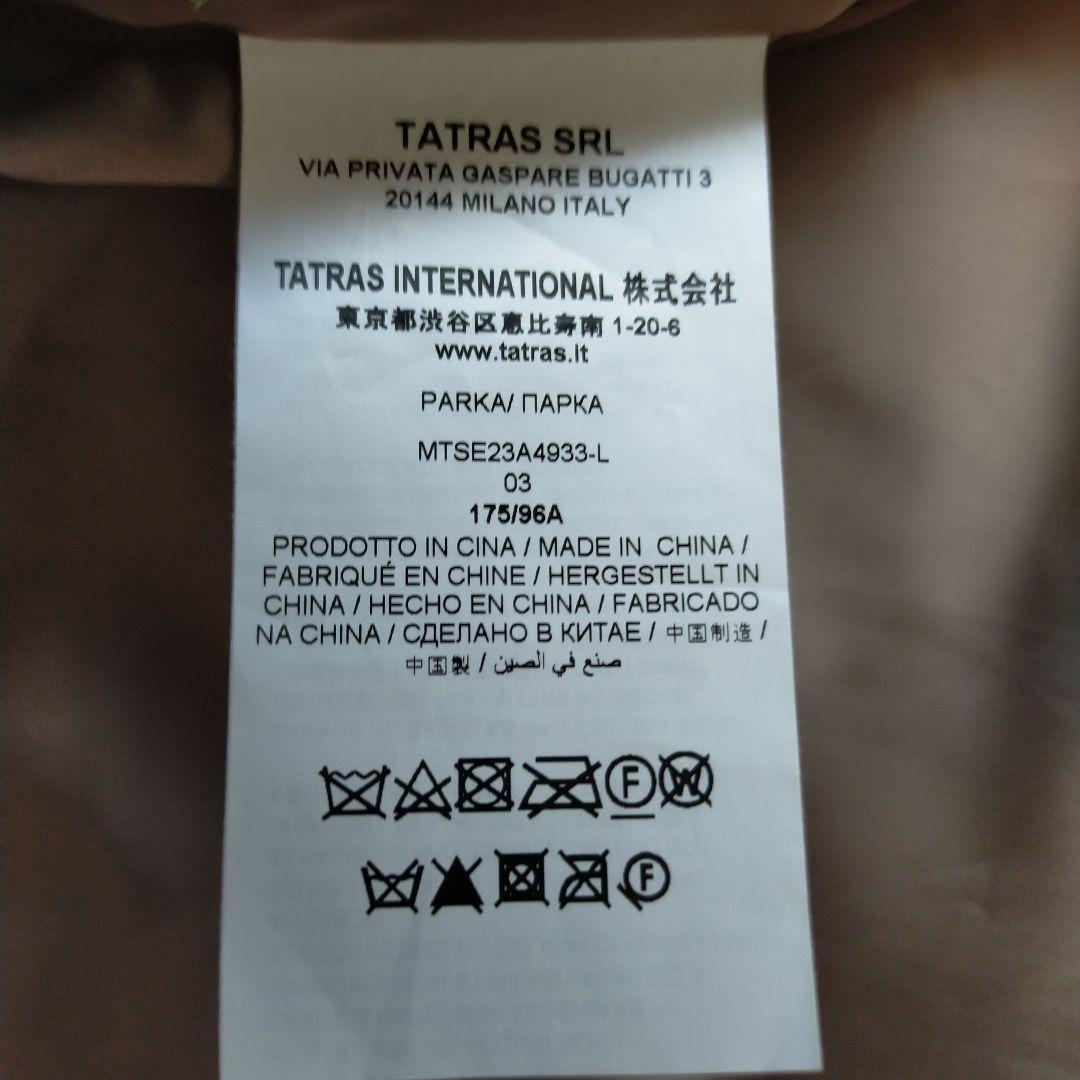 TATRAS SRL
VIA PRIVATA GASPARE BUGATTI 3
20144 MILANO ITALY
TATRAS INTERNATIONAL 株式会社
東京都渋谷区恵比寿南 1-20-6
www.tatras.it
PARKA/ ПАРКА
MTSE23A4933-L
03
175/96A
PRODOTTO IN CINA / MADE IN CHINA /
FABRIQUÉ EN CHINE / HERGESTELLT IN
CHINA / HECHO EN CHINA / FABRICADO
NA CHINA / СДЕЛАНО В КИТАЕ / 中国制造 /
中国製 / صنع في الصين
F W
F